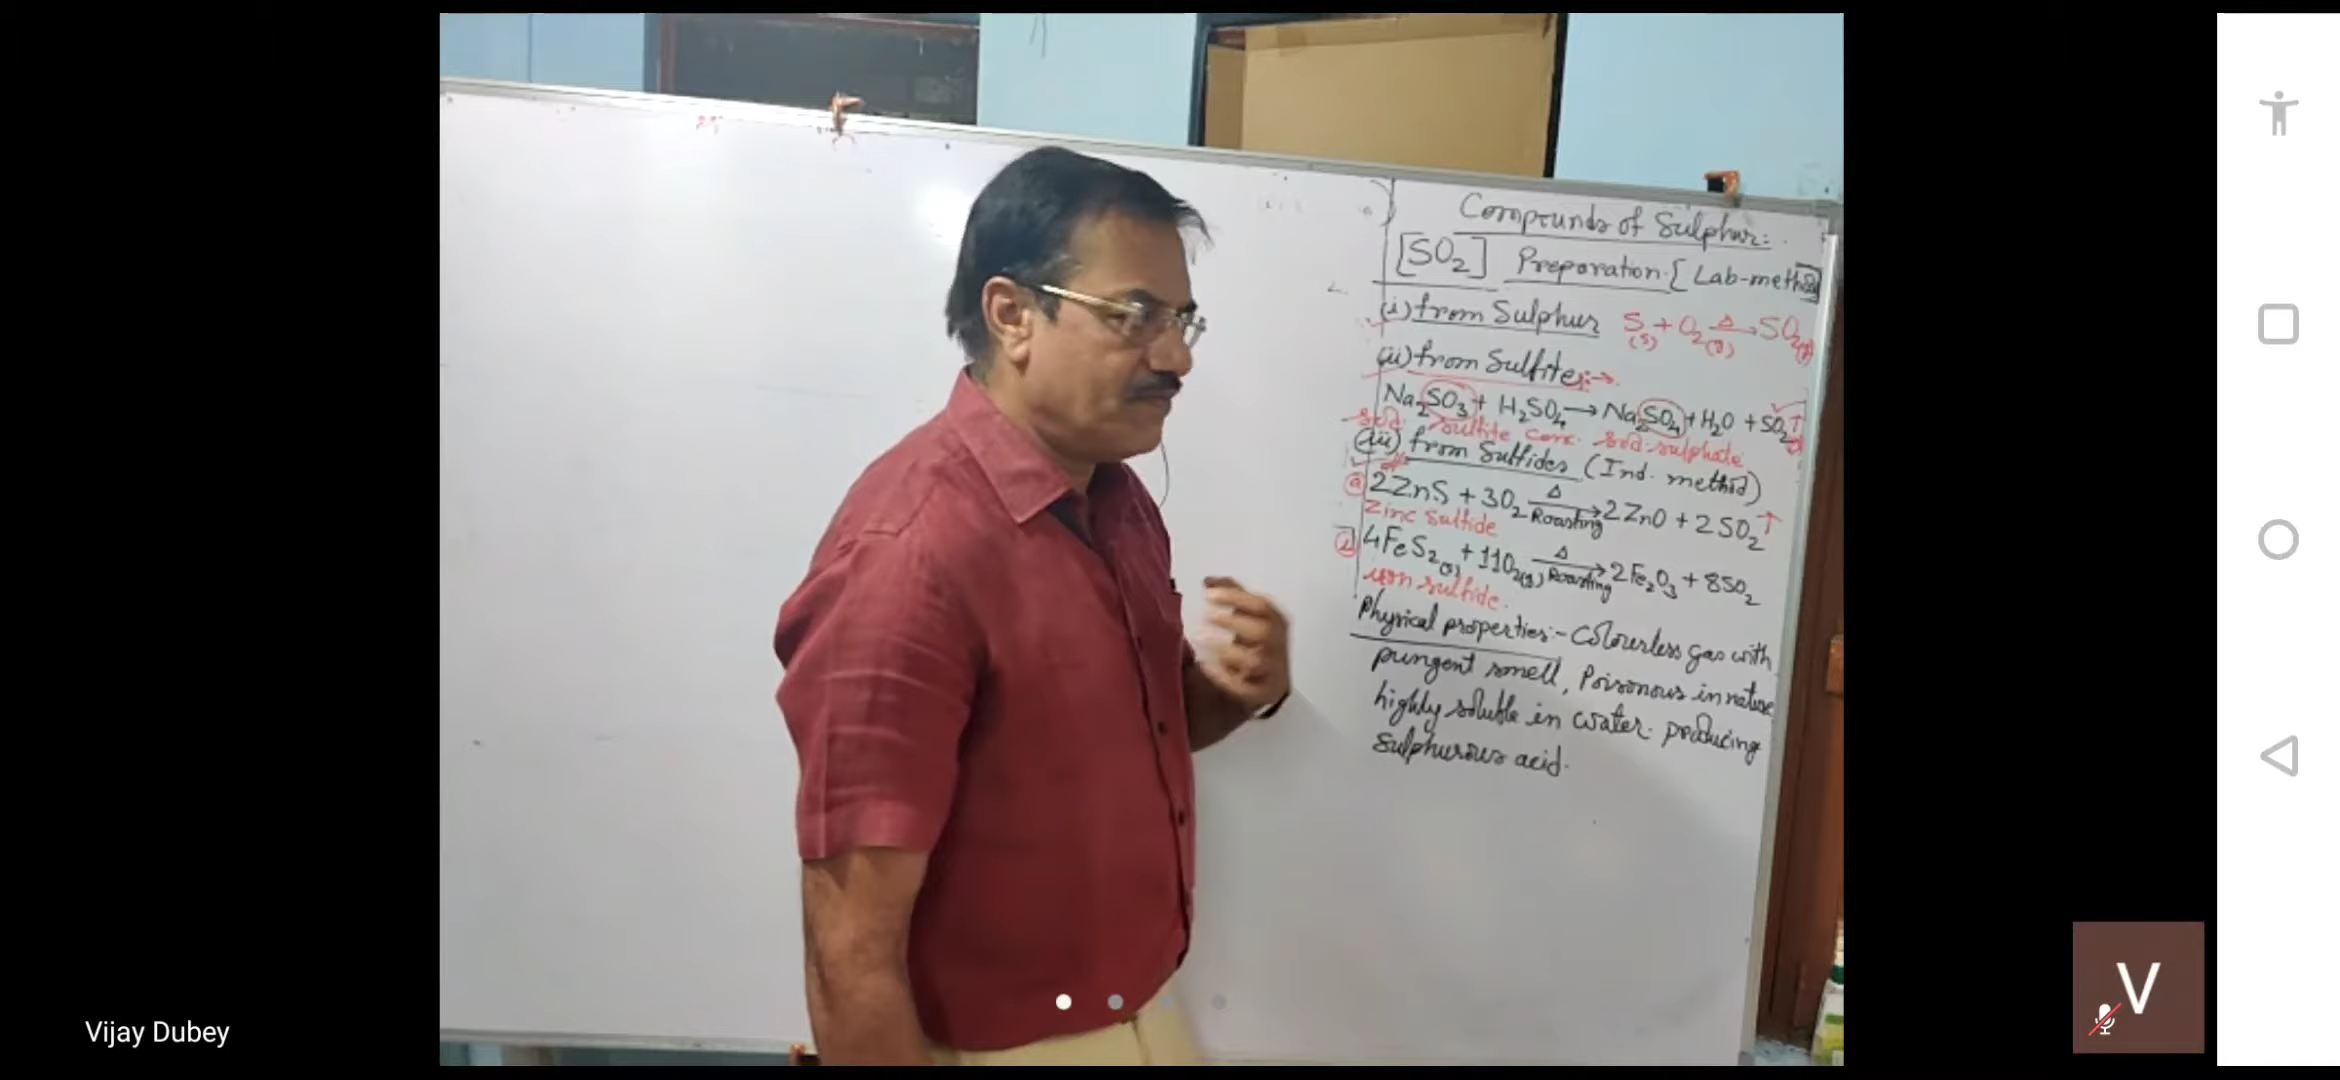 Compounds of Sulphur:
[SO2] Preparation [Lab-method]
(i) from Sulphur S(s) + O2(g) Δ→ SO2(g)
(ii) from Sulfite:→
Na2SO3 + H2SO4 → Na2SO4 + H2O + SO2↑
sod. sulfite conc. sod. sulphate
(iii) from Sulfides (Ind. method)
a 2ZnS + 3O2 Δ→ Roasting 2ZnO + 2SO2↑
Zinc Sulfide
4FeS2(s) + 11O2(g) Δ→ Roasting 2Fe2O3 + 8SO2
iron sulfide.
Physical properties:- Colourless gas with
pungent smell, Poisonous in nature
highly soluble in water. producing
Sulphurous acid.
Vijay Dubey
V